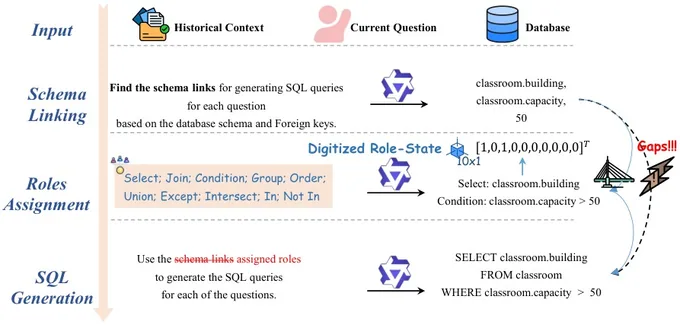 Input
Historical Context
Current Question
Database
Schema
Linking
Find the schema links for generating SQL queries
for each question
based on the database schema and Foreign keys.
classroom.building,
classroom.capacity,
50
Digitized Role-State
10x1
[1,0,1,0,0,0,0,0,0,0]ᵀ
Gaps!!!
Roles
Assignment
Select; Join; Condition; Group; Order;
Union; Except; Intersect; In; Not In
Select: classroom.building
Condition: classroom.capacity > 50
SQL
Generation
Use the schema links assigned roles
to generate the SQL queries
for each of the questions.
SELECT classroom.building
FROM classroom
WHERE classroom.capacity > 50